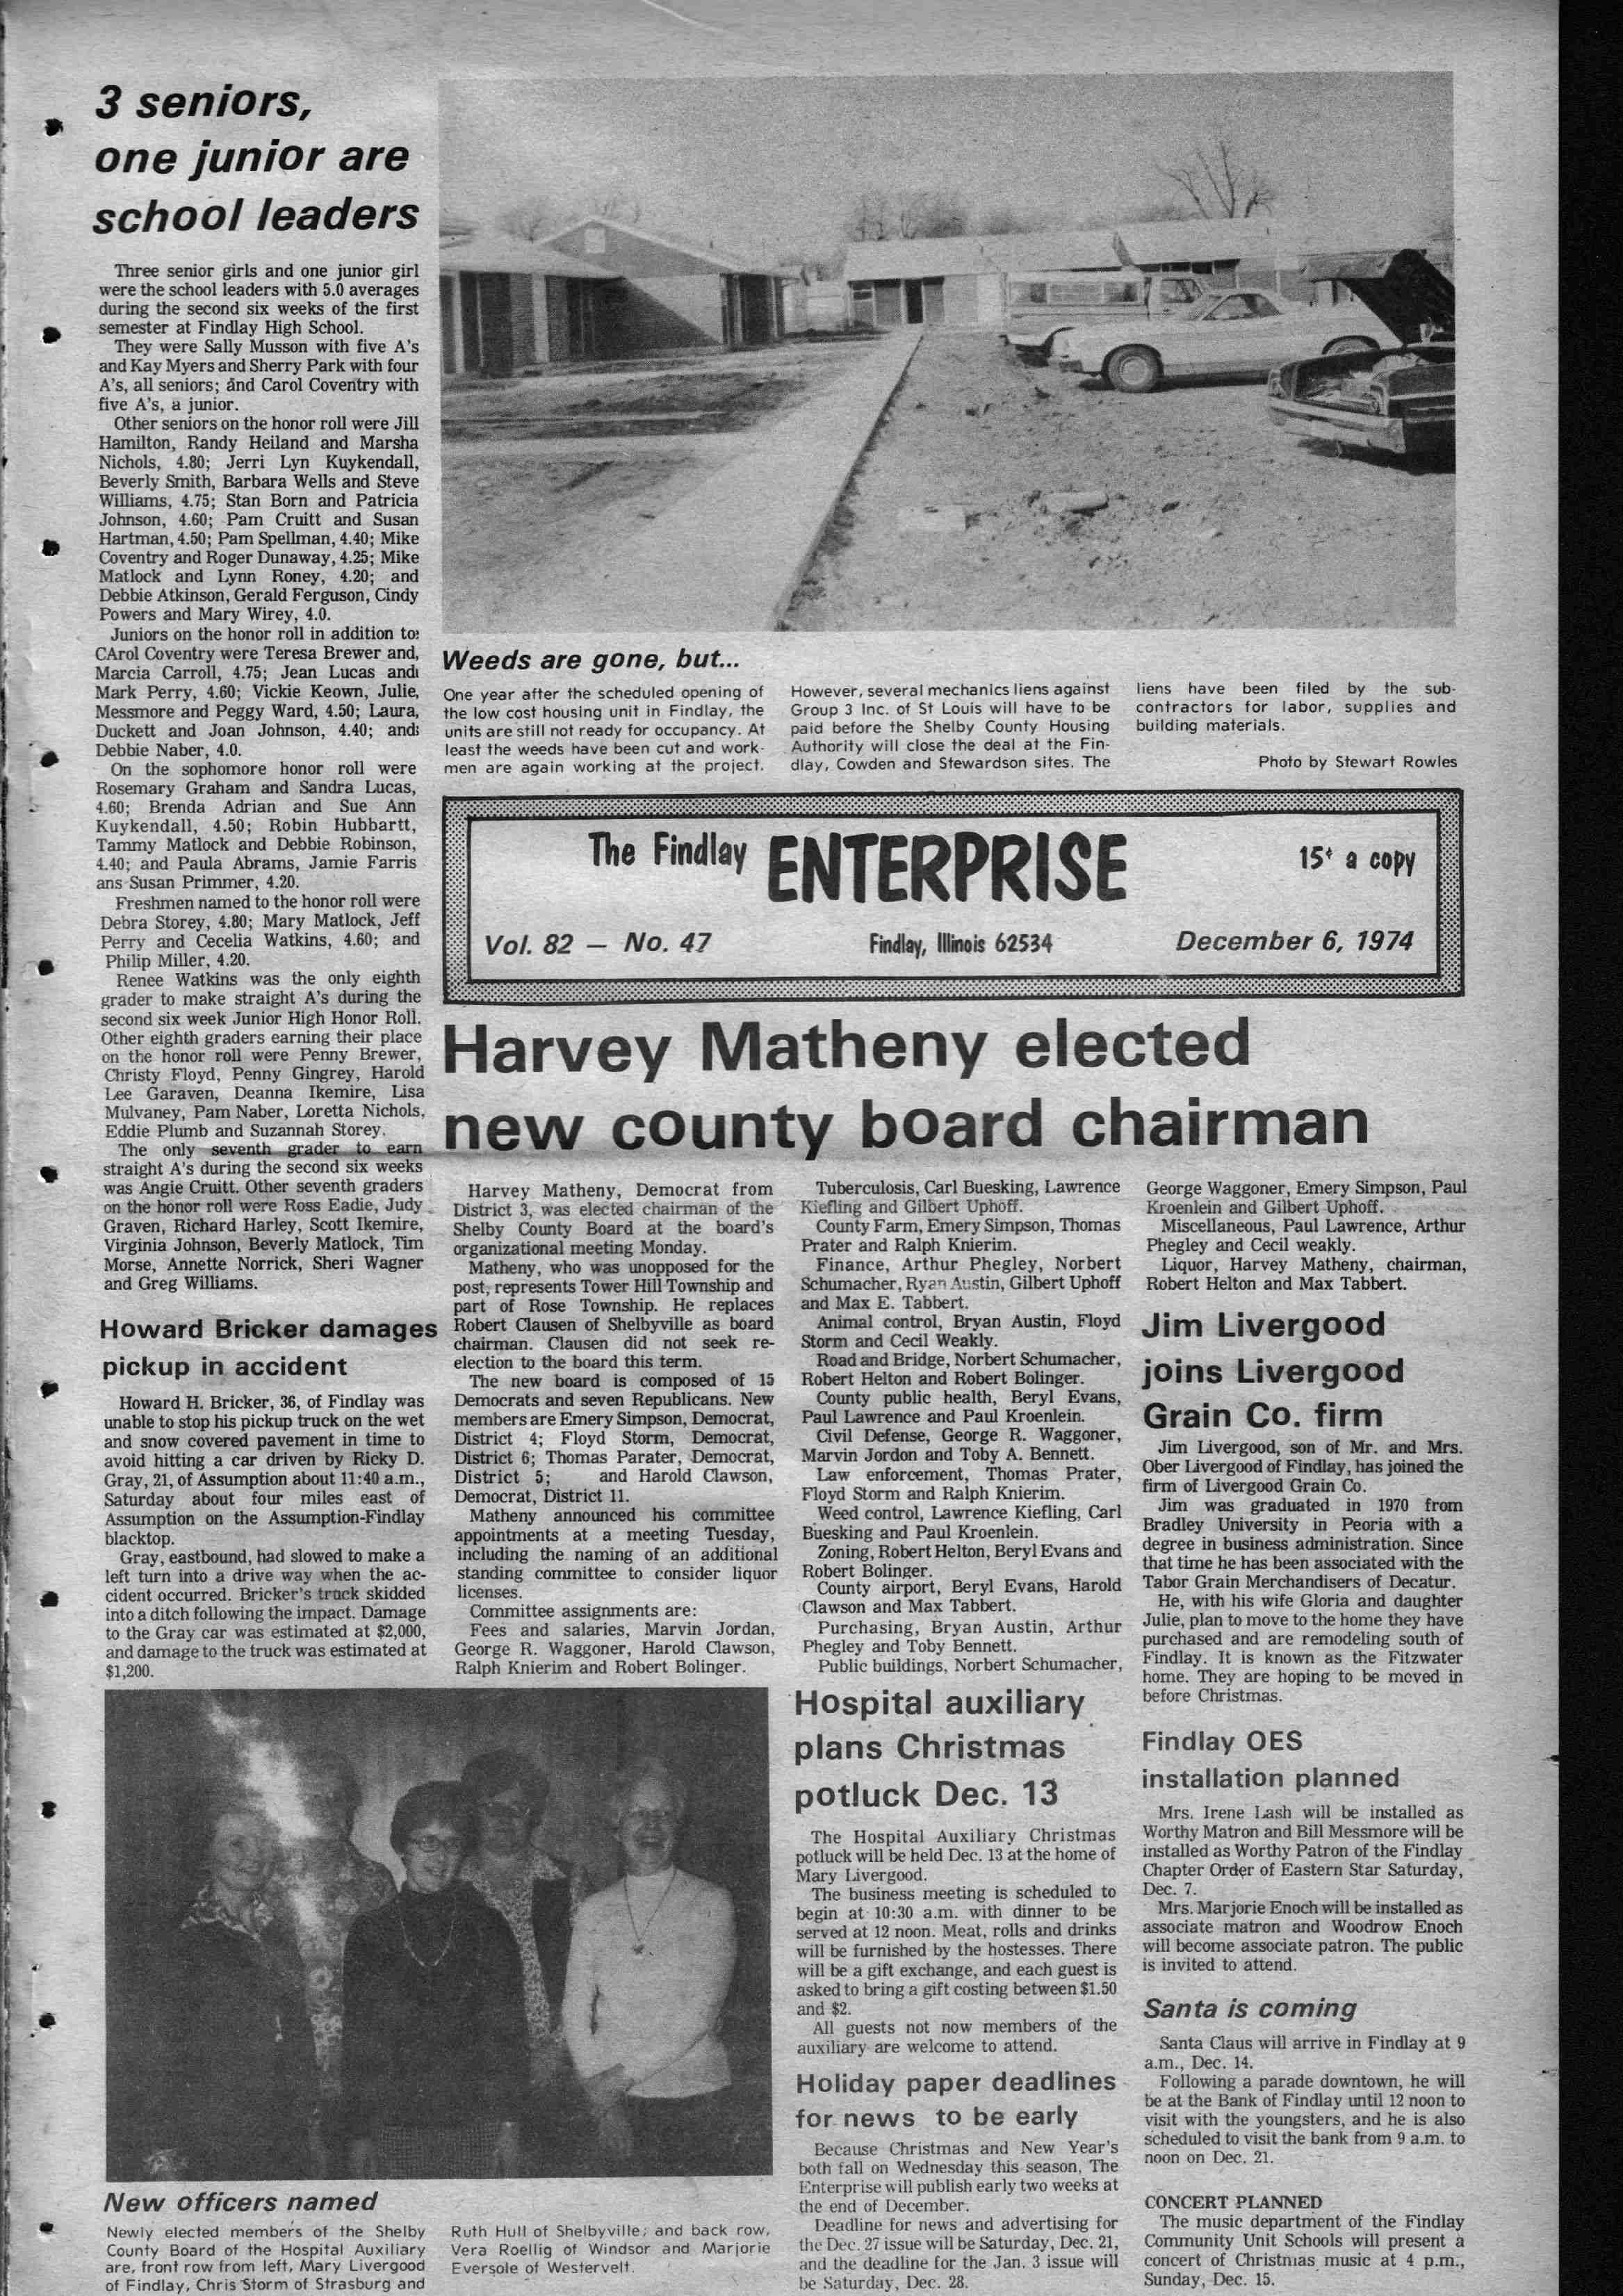 3 seniors,
one junior are
school leaders
Three senior girls and one junior girl
were the school leaders with 5.0 averages
during the second six weeks of the first
semester at Findlay High School.
They were Sally Musson with five A's
and Kay Myers and Sherry Park with four
A's, all seniors; and Carol Coventry with
five A's, a junior.
Other seniors on the honor roll were Jill
Hamilton, Randy Heiland and Marsha
Nichols, 4.80; Jerri Lyn Kuykendall,
Beverly Smith, Barbara Wells and Steve
Williams, 4.75; Stan Born and Patricia
Johnson, 4.60; Pam Cruitt and Susan
Hartman, 4.50; Pam Spellman, 4.40; Mike
Coventry and Roger Dunaway, 4.25; Mike
Matlock and Lynn Roney, 4.20; and
Debbie Atkinson, Gerald Ferguson, Cindy
Powers and Mary Wirey, 4.0.
Juniors on the honor roll in addition to
CArol Coventry were Teresa Brewer and,
Marcia Carroll, 4.75; Jean Lucas and
Mark Perry, 4.60; Vickie Keown, Julie,
Messmore and Peggy Ward, 4.50; Laura,
Duckett and Joan Johnson, 4.40; and
Debbie Naber, 4.0.
On the sophomore honor roll were
Rosemary Graham and Sandra Lucas,
4.60; Brenda Adrian and Sue Ann
Kuykendall, 4.50; Robin Hubbartt,
Tammy Matlock and Debbie Robinson,
4.40; and Paula Abrams, Jamie Farris
ans Susan Primmer, 4.20.
Freshmen named to the honor roll were
Debra Storey, 4.80; Mary Matlock, Jeff
Perry and Cecelia Watkins, 4.60; and
Philip Miller, 4.20.
Renee Watkins was the only eighth
grader to make straight A's during the
second six week Junior High Honor Roll.
Other eighth graders earning their place
on the honor roll were Penny Brewer,
Christy Floyd, Penny Gingrey, Harold
Lee Garaven, Deanna Ikemire, Lisa
Mulvaney, Pam Naber, Loretta Nichols,
Eddie Plumb and Suzannah Storey.
The only seventh grader to earn
straight A's during the second six weeks
was Angie Cruitt. Other seventh graders
on the honor roll were Ross Eadie, Judy
Graven, Richard Harley, Scott Ikemire,
Virginia Johnson, Beverly Matlock, Tim
Morse, Annette Norrick, Sheri Wagner
and Greg Williams.
Howard Bricker damages
pickup in accident
Howard H. Bricker, 36, of Findlay was
unable to stop his pickup truck on the wet
and snow covered pavement in time to
avoid hitting a car driven by Ricky D.
Gray, 21, of Assumption about 11:40 a.m.,
Saturday about four miles east of
Assumption on the Assumption-Findlay
blacktop.
Gray, eastbound, had slowed to make a
left turn into a drive way when the ac-
cident occurred. Bricker's truck skidded
into a ditch following the impact. Damage
to the Gray car was estimated at $2,000,
and damage to the truck was estimated at
$1,200.
Weeds are gone, but...
One year after the scheduled opening of
the low cost housing unit in Findlay, the
units are still not ready for occupancy. At
least the weeds have been cut and work-
men are again working at the project.
However, several mechanics liens against
Group 3 Inc. of St Louis will have to be
paid before the Shelby County Housing
Authority will close the deal at the Fin-
dlay, Cowden and Stewardson sites. The
liens have been filed by the sub-
contractors for labor, supplies and
building materials.
Photo by Stewart Rowles
The Findlay ENTERPRISE
15¢ a copy
Vol. 82 — No. 47
Findlay, Illinois 62534
December 6, 1974
Harvey Matheny elected
new county board chairman
Harvey Matheny, Democrat from
District 3, was elected chairman of the
Shelby County Board at the board's
organizational meeting Monday.
Matheny, who was unopposed for the
post, represents Tower Hill Township and
part of Rose Township. He replaces
Robert Clausen of Shelbyville as board
chairman. Clausen did not seek re-
election to the board this term.
The new board is composed of 15
Democrats and seven Republicans. New
members are Emery Simpson, Democrat,
District 4; Floyd Storm, Democrat,
District 6; Thomas Parater, Democrat,
District 5; and Harold Clawson,
Democrat, District 11.
Matheny announced his committee
appointments at a meeting Tuesday,
including the naming of an additional
standing committee to consider liquor
licenses.
Committee assignments are:
Fees and salaries, Marvin Jordan,
George R. Waggoner, Harold Clawson,
Ralph Knierim and Robert Bolinger.
Tuberculosis, Carl Buesking, Lawrence
Kiefling and Gilbert Uphoff.
County Farm, Emery Simpson, Thomas
Prater and Ralph Knierim.
Finance, Arthur Phegley, Norbert
Schumacher, Ryan Austin, Gilbert Uphoff
and Max E. Tabbert.
Animal control, Bryan Austin, Floyd
Storm and Cecil Weakly.
Road and Bridge, Norbert Schumacher,
Robert Helton and Robert Bolinger.
County public health, Beryl Evans,
Paul Lawrence and Paul Kroenlein.
Civil Defense, George R. Waggoner,
Marvin Jordon and Toby A. Bennett.
Law enforcement, Thomas Prater,
Floyd Storm and Ralph Knierim.
Weed control, Lawrence Kiefling, Carl
Buesking and Paul Kroenlein.
Zoning, Robert Helton, Beryl Evans and
Robert Bolinger.
County airport, Beryl Evans, Harold
Clawson and Max Tabbert.
Purchasing, Bryan Austin, Arthur
Phegley and Toby Bennett.
Public buildings, Norbert Schumacher,
George Waggoner, Emery Simpson, Paul
Kroenlein and Gilbert Uphoff.
Miscellaneous, Paul Lawrence, Arthur
Phegley and Cecil weakly.
Liquor, Harvey Matheny, chairman,
Robert Helton and Max Tabbert.
Jim Livergood
joins Livergood
Grain Co. firm
Jim Livergood, son of Mr. and Mrs.
Ober Livergood of Findlay, has joined the
firm of Livergood Grain Co.
Jim was graduated in 1970 from
Bradley University in Peoria with a
degree in business administration. Since
that time he has been associated with the
Tabor Grain Merchandisers of Decatur.
He, with his wife Gloria and daughter
Julie, plan to move to the home they have
purchased and are remodeling south of
Findlay. It is known as the Fitzwater
home. They are hoping to be moved in
before Christmas.
Hospital auxiliary
plans Christmas
potluck Dec. 13
The Hospital Auxiliary Christmas
potluck will be held Dec. 13 at the home of
Mary Livergood.
The business meeting is scheduled to
begin at 10:30 a.m. with dinner to be
served at 12 noon. Meat, rolls and drinks
will be furnished by the hostesses. There
will be a gift exchange, and each guest is
asked to bring a gift costing between $1.50
and $2.
All guests not now members of the
auxiliary are welcome to attend.
Holiday paper deadlines
for news to be early
Because Christmas and New Year's
both fall on Wednesday this season, The
Enterprise will publish early two weeks at
the end of December.
Deadline for news and advertising for
the Dec. 27 issue will be Saturday, Dec. 21,
and the deadline for the Jan. 3 issue will
be Saturday, Dec. 28.
Findlay OES
installation planned
Mrs. Irene Lash will be installed as
Worthy Matron and Bill Messmore will be
installed as Worthy Patron of the Findlay
Chapter Order of Eastern Star Saturday,
Dec. 7.
Mrs. Marjorie Enoch will be installed as
associate matron and Woodrow Enoch
will become associate patron. The public
is invited to attend.
Santa is coming
Santa Claus will arrive in Findlay at 9
a.m., Dec. 14.
Following a parade downtown, he will
be at the Bank of Findlay until 12 noon to
visit with the youngsters, and he is also
scheduled to visit the bank from 9 a.m. to
noon on Dec. 21.
CONCERT PLANNED
The music department of the Findlay
Community Unit Schools will present a
concert of Christmas music at 4 p.m.,
Sunday, Dec. 15.
New officers named
Newly elected members of the Shelby
County Board of the Hospital Auxiliary
are, front row from left, Mary Livergood
of Findlay, Chris Storm of Strasburg and
Ruth Hull of Shelbyville; and back row,
Vera Roellig of Windsor and Marjorie
Eversole of Westervelt.